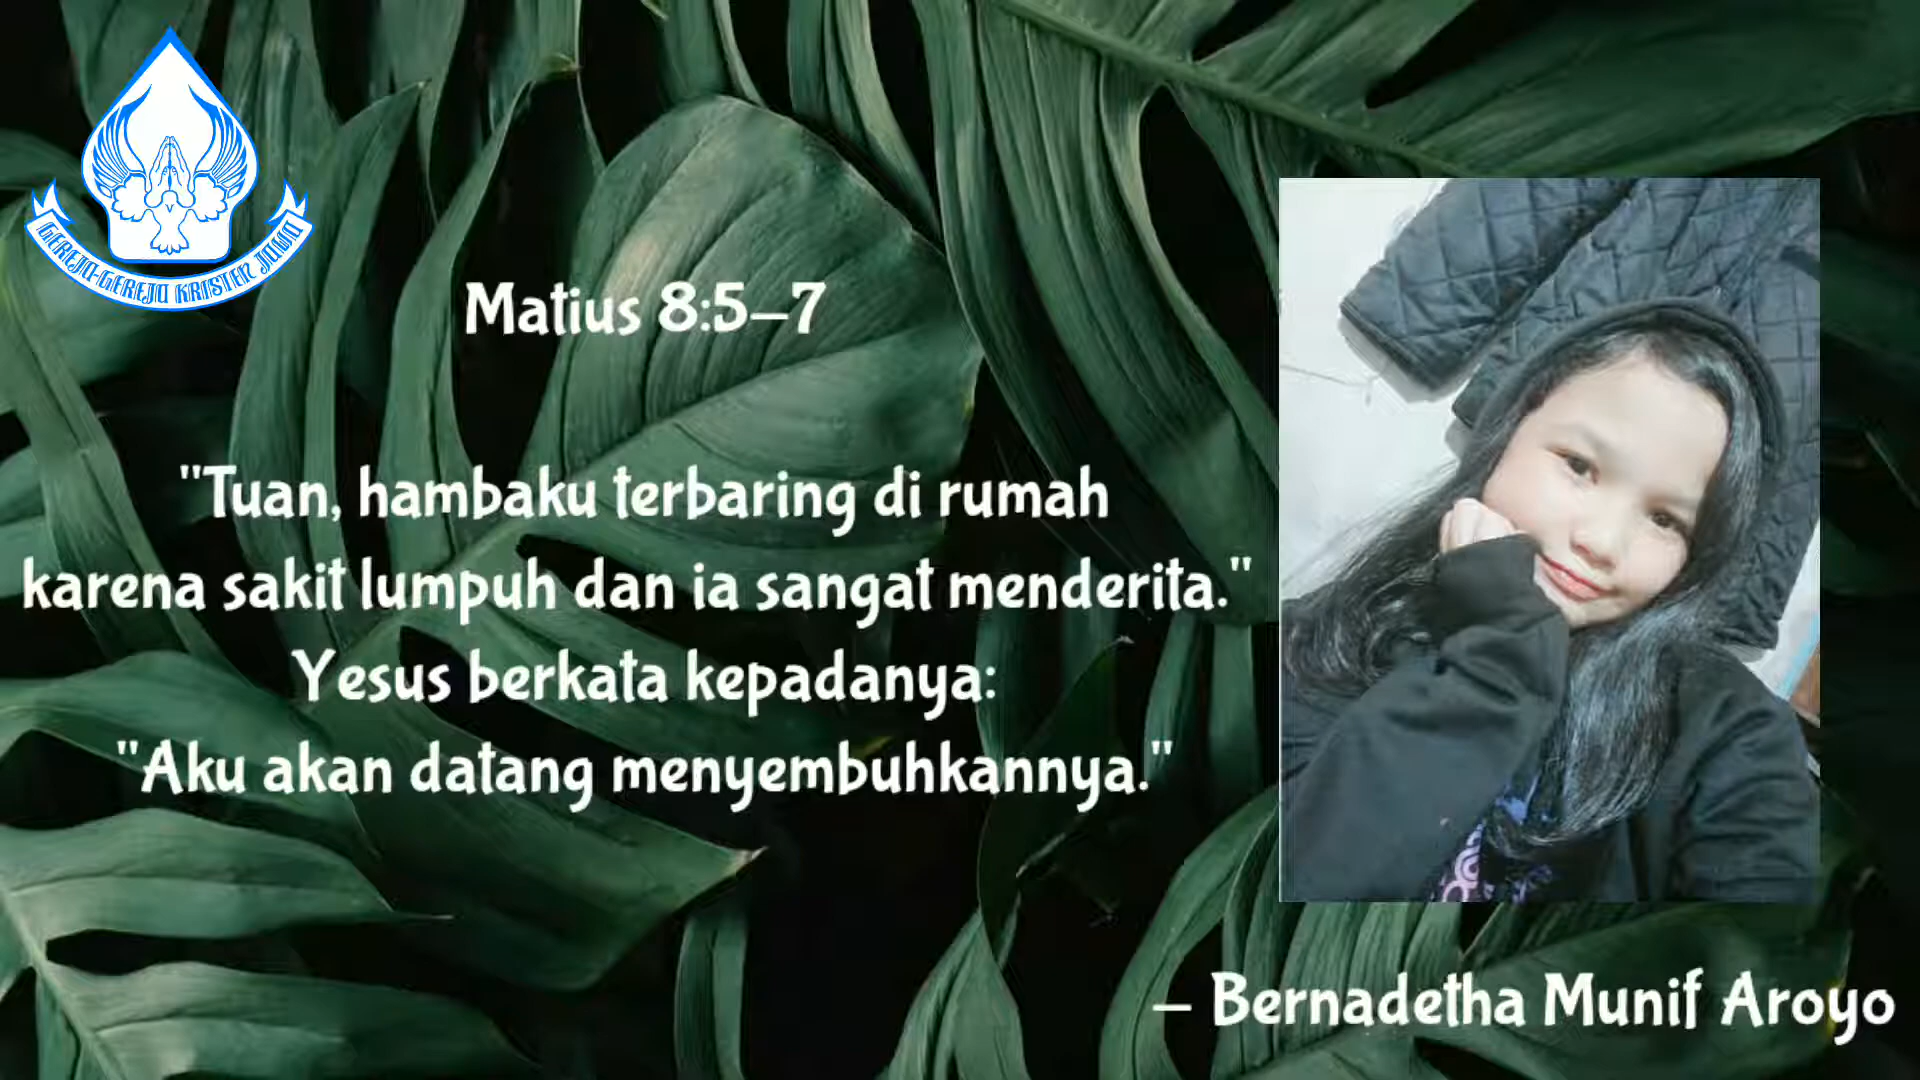 GEREJA-GEREJA KRISTEN JAWA
Matius 8:5–7
"Tuan, hambaku terbaring di rumah
karena sakit lumpuh dan ia sangat menderita."
Yesus berkata kepadanya:
"Aku akan datang menyembuhkannya."
– Bernadetha Munif Aroyo